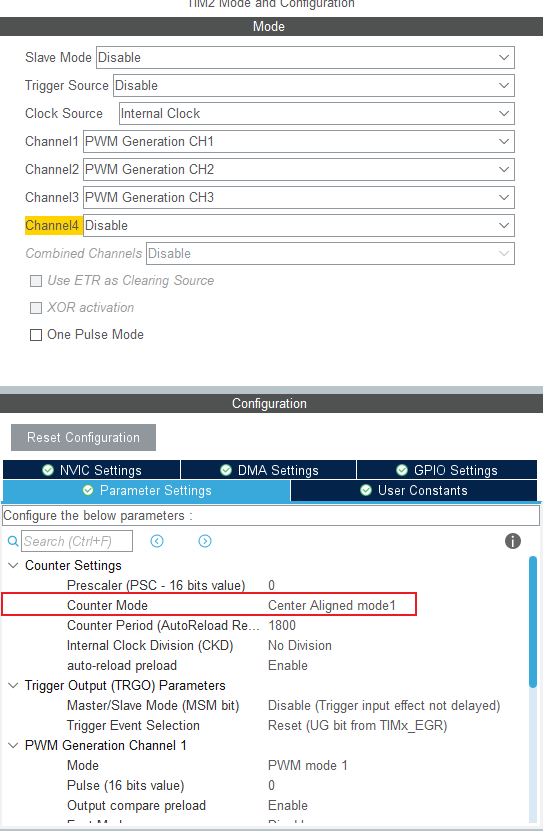 TIM2 Mode and Configuration
Mode
Slave Mode Disable
Trigger Source Disable
Clock Source Internal Clock
Channel1 PWM Generation CH1
Channel2 PWM Generation CH2
Channel3 PWM Generation CH3
Channel4 Disable
Combined Channels Disable
Use ETR as Clearing Source
XOR activation
One Pulse Mode
Configuration
Reset Configuration
NVIC Settings DMA Settings GPIO Settings
Parameter Settings User Constants
Configure the below parameters :
Search (Ctrl+F)
Counter Settings
Prescaler (PSC - 16 bits value) 0
Counter Mode Center Aligned mode1
Counter Period (AutoReload Re... 1800
Internal Clock Division (CKD) No Division
auto-reload preload Enable
Trigger Output (TRGO) Parameters
Master/Slave Mode (MSM bit) Disable (Trigger input effect not delayed)
Trigger Event Selection Reset (UG bit from TIMx_EGR)
PWM Generation Channel 1
Mode PWM mode 1
Pulse (16 bits value) 0
Output compare preload Enable